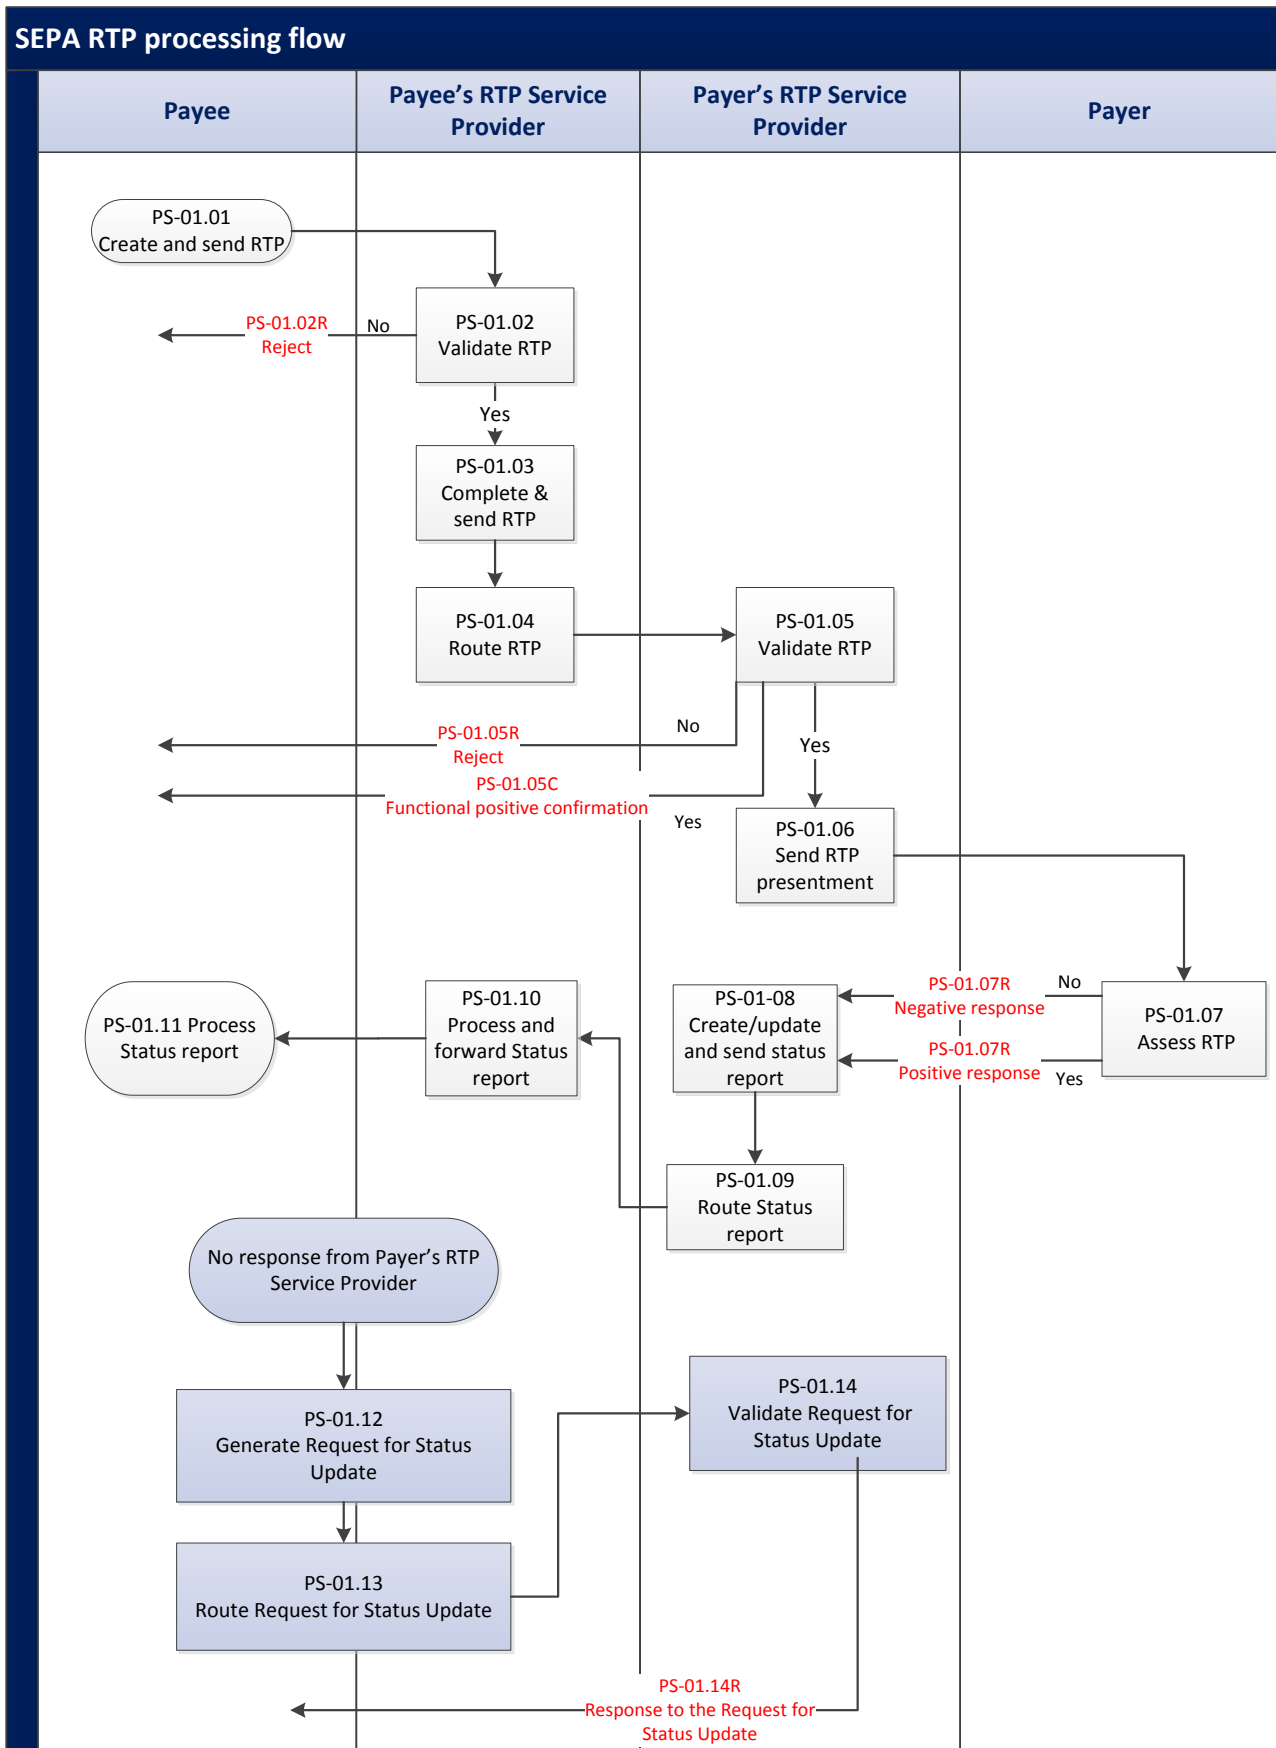 SEPA RTP processing flow
Payee
Payee's RTP Service
Provider
Payer's RTP Service
Provider
Payer
PS-01.01
Create and send RTP
PS-01.02R
Reject
No
PS-01.02
Validate RTP
Yes
PS-01.03
Complete &
send RTP
PS-01.04
Route RTP
PS-01.05
Validate RTP
PS-01.05R
Reject
No
Yes
PS-01.05C
Functional positive confirmation
Yes
PS-01.06
Send RTP
presentment
PS-01.07R
Negative response
No
PS-01.07
Assess RTP
PS-01.07R
Positive response
Yes
PS-01-08
Create/update
and send status
report
PS-01.10
Process and
forward Status
report
PS-01.11 Process
Status report
PS-01.09
Route Status
report
No response from Payer's RTP
Service Provider
PS-01.12
Generate Request for Status
Update
PS-01.14
Validate Request for
Status Update
PS-01.13
Route Request for Status Update
PS-01.14R
Response to the Request for
Status Update